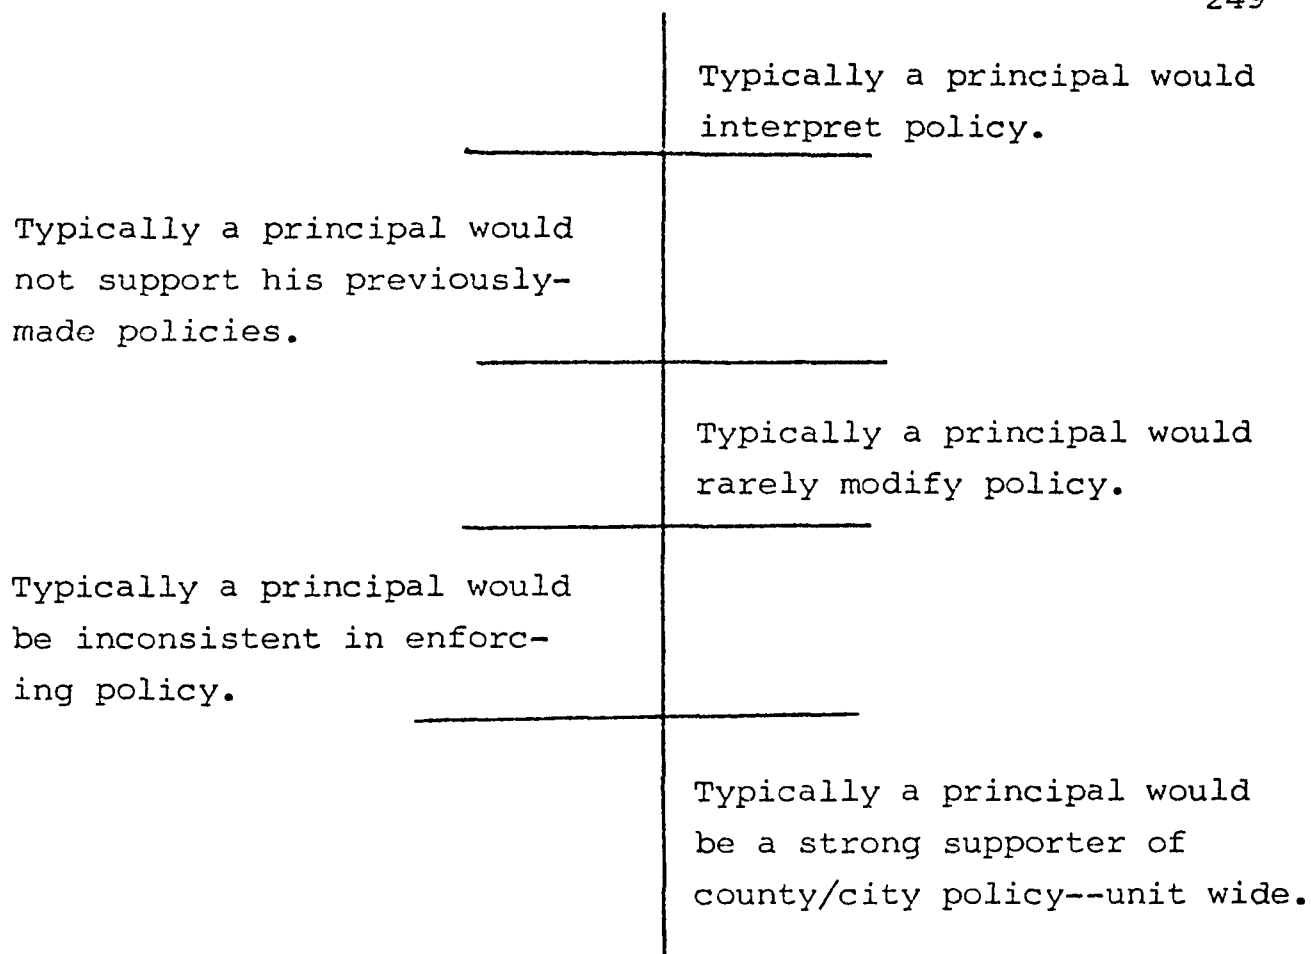 249
Typically a principal would
interpret policy.
Typically a principal would
not support his previously-
made policies.
Typically a principal would
rarely modify policy.
Typically a principal would
be inconsistent in enforc-
ing policy.
Typically a principal would
be a strong supporter of
county/city policy--unit wide.